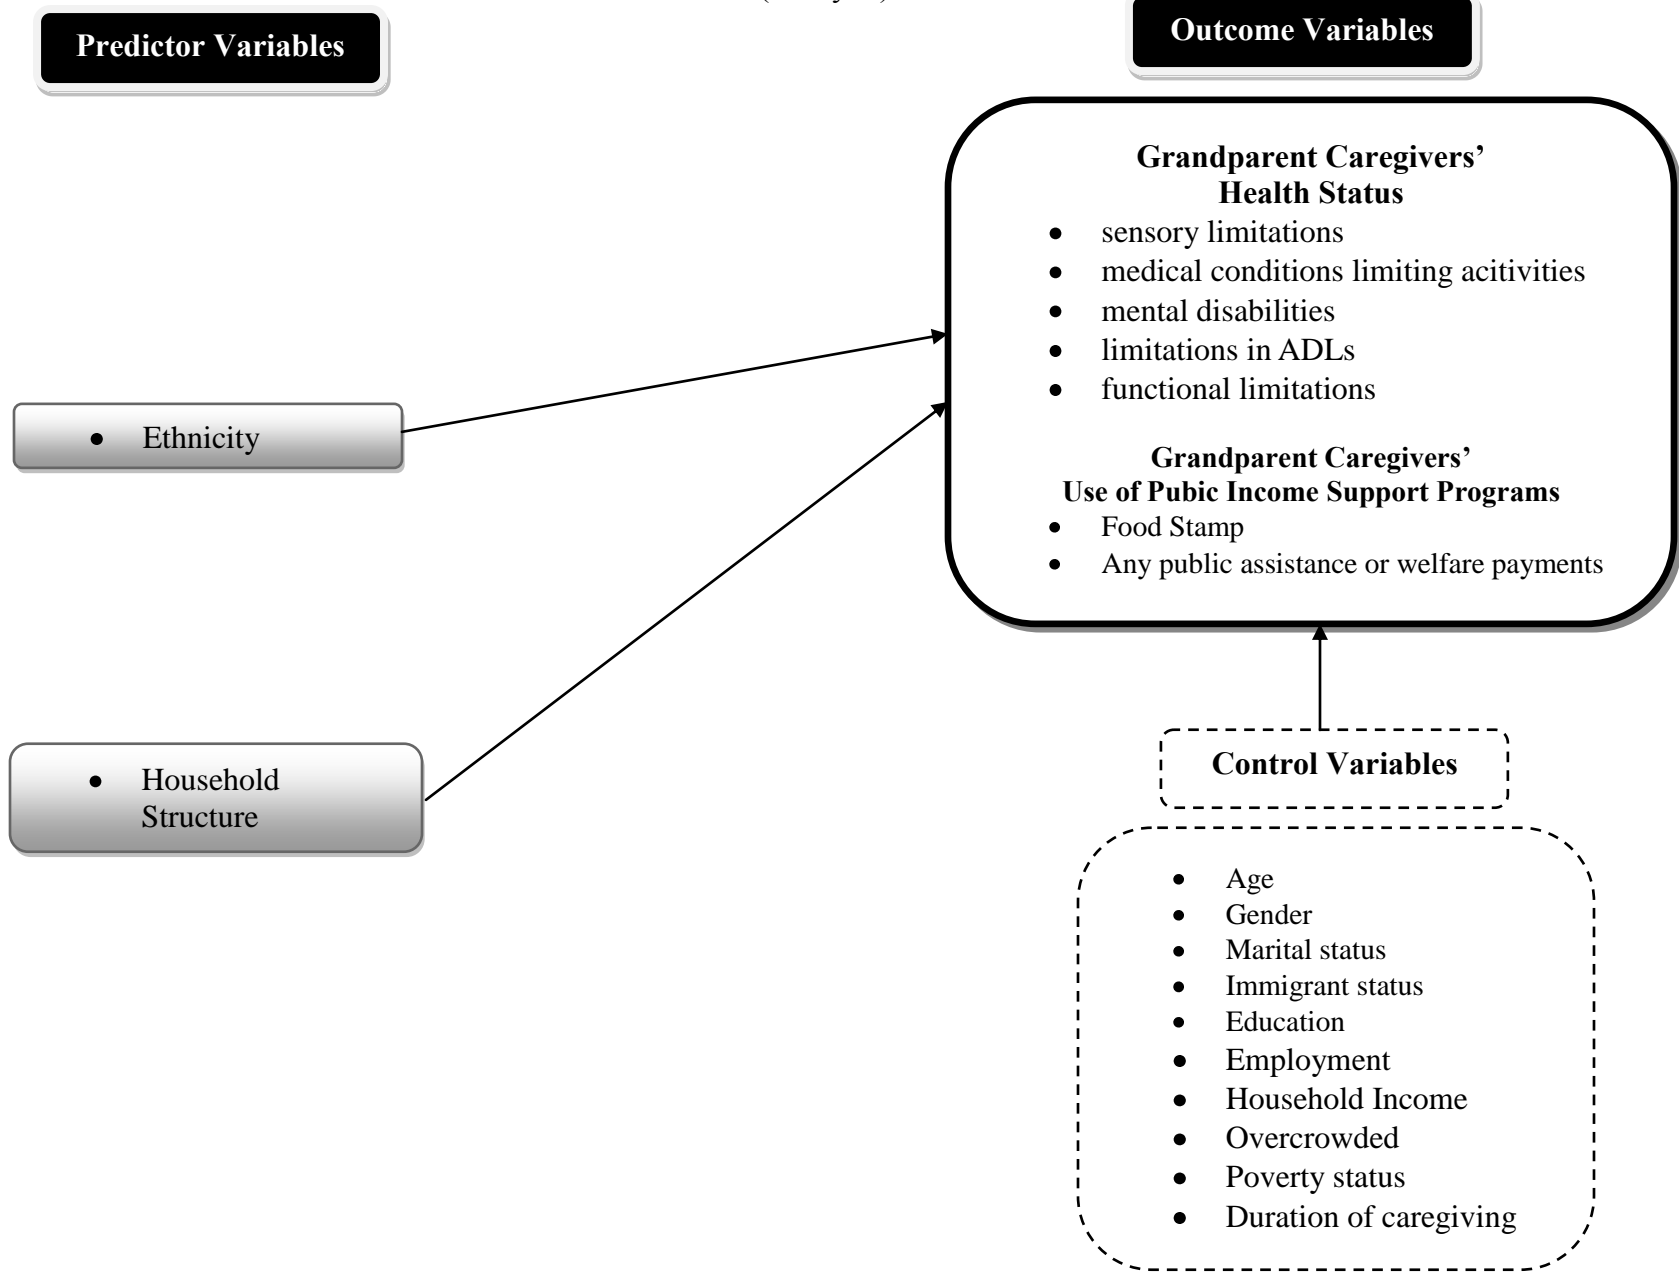 Predictor Variables
Outcome Variables
Grandparent Caregivers’
Health Status
• sensory limitations
• medical conditions limiting acitivities
• mental disabilities
• limitations in ADLs
• functional limitations
Grandparent Caregivers’
Use of Pubic Income Support Programs
• Food Stamp
• Any public assistance or welfare payments
• Ethnicity
• Household
Structure
Control Variables
• Age
• Gender
• Marital status
• Immigrant status
• Education
• Employment
• Household Income
• Overcrowded
• Poverty status
• Duration of caregiving